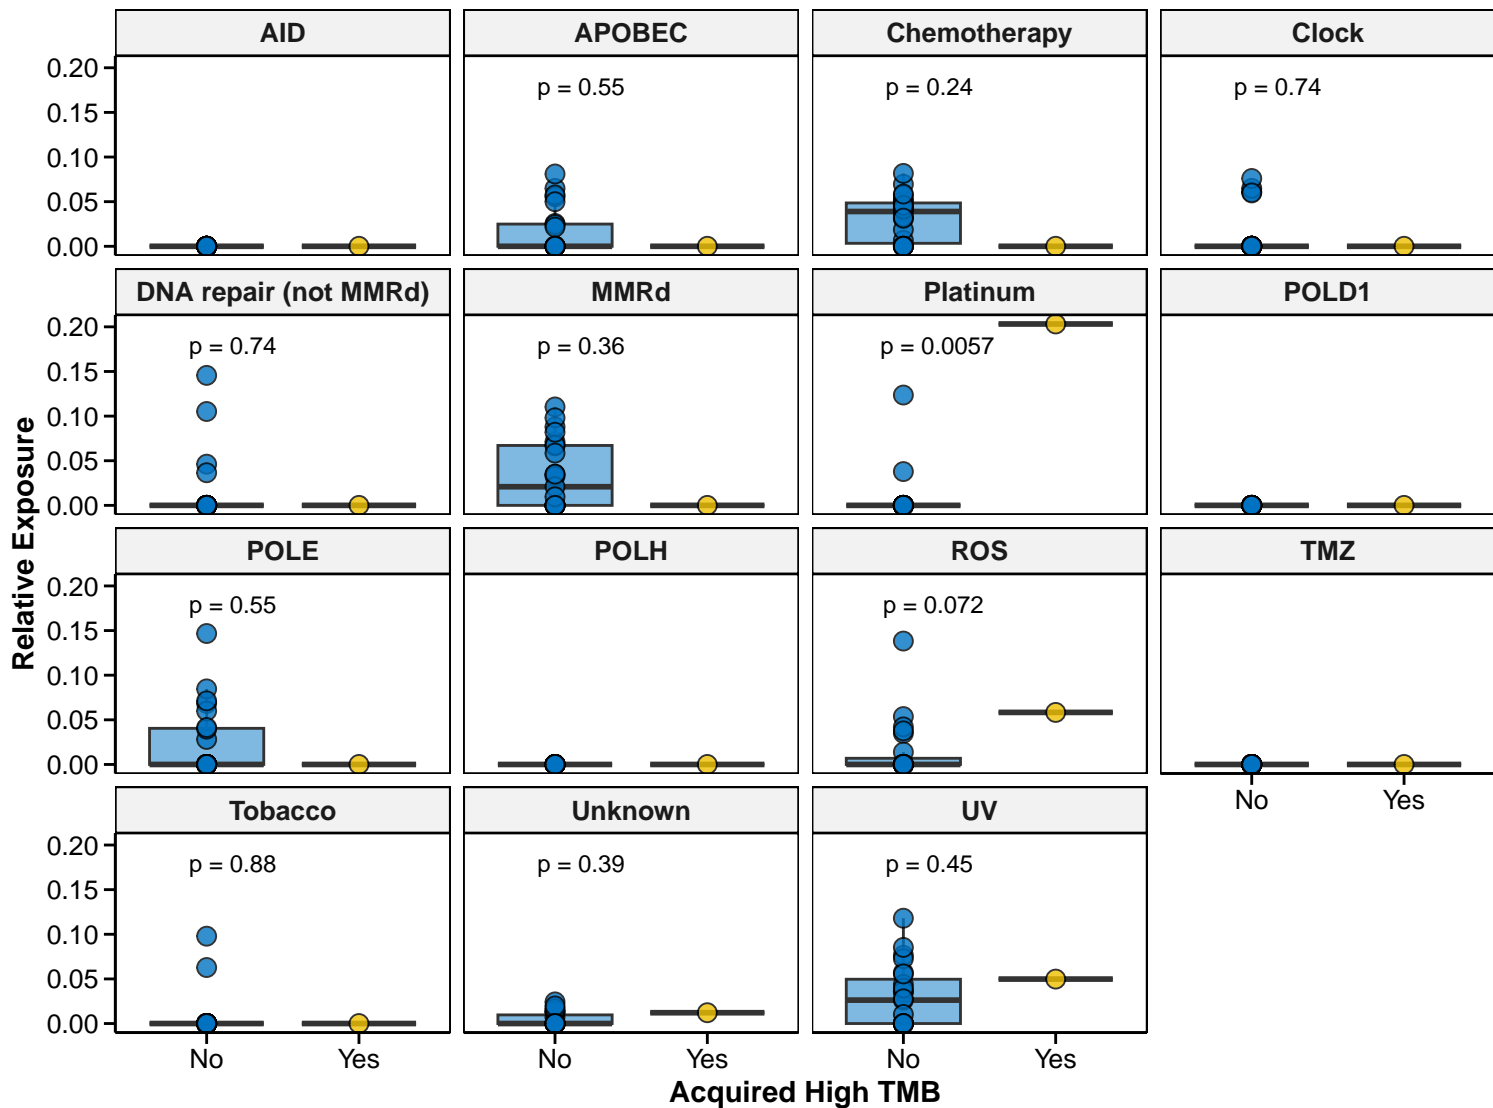 AID APOBEC Chemotherapy Clock
0.20
0.15
0.10
0.05
0.00
p = 0.55 p = 0.24 p = 0.74
DNA repair (not MMRd) MMRd Platinum POLD1
0.20
0.15
0.10
0.05
0.00
p = 0.74 p = 0.36 p = 0.0057
Relative Exposure
POLE POLH ROS TMZ
0.20
0.15
0.10
0.05
0.00
p = 0.55 p = 0.072
No Yes
Tobacco Unknown UV
0.20
0.15
0.10
0.05
0.00
p = 0.88 p = 0.39 p = 0.45
No Yes No Yes No Yes
Acquired High TMB